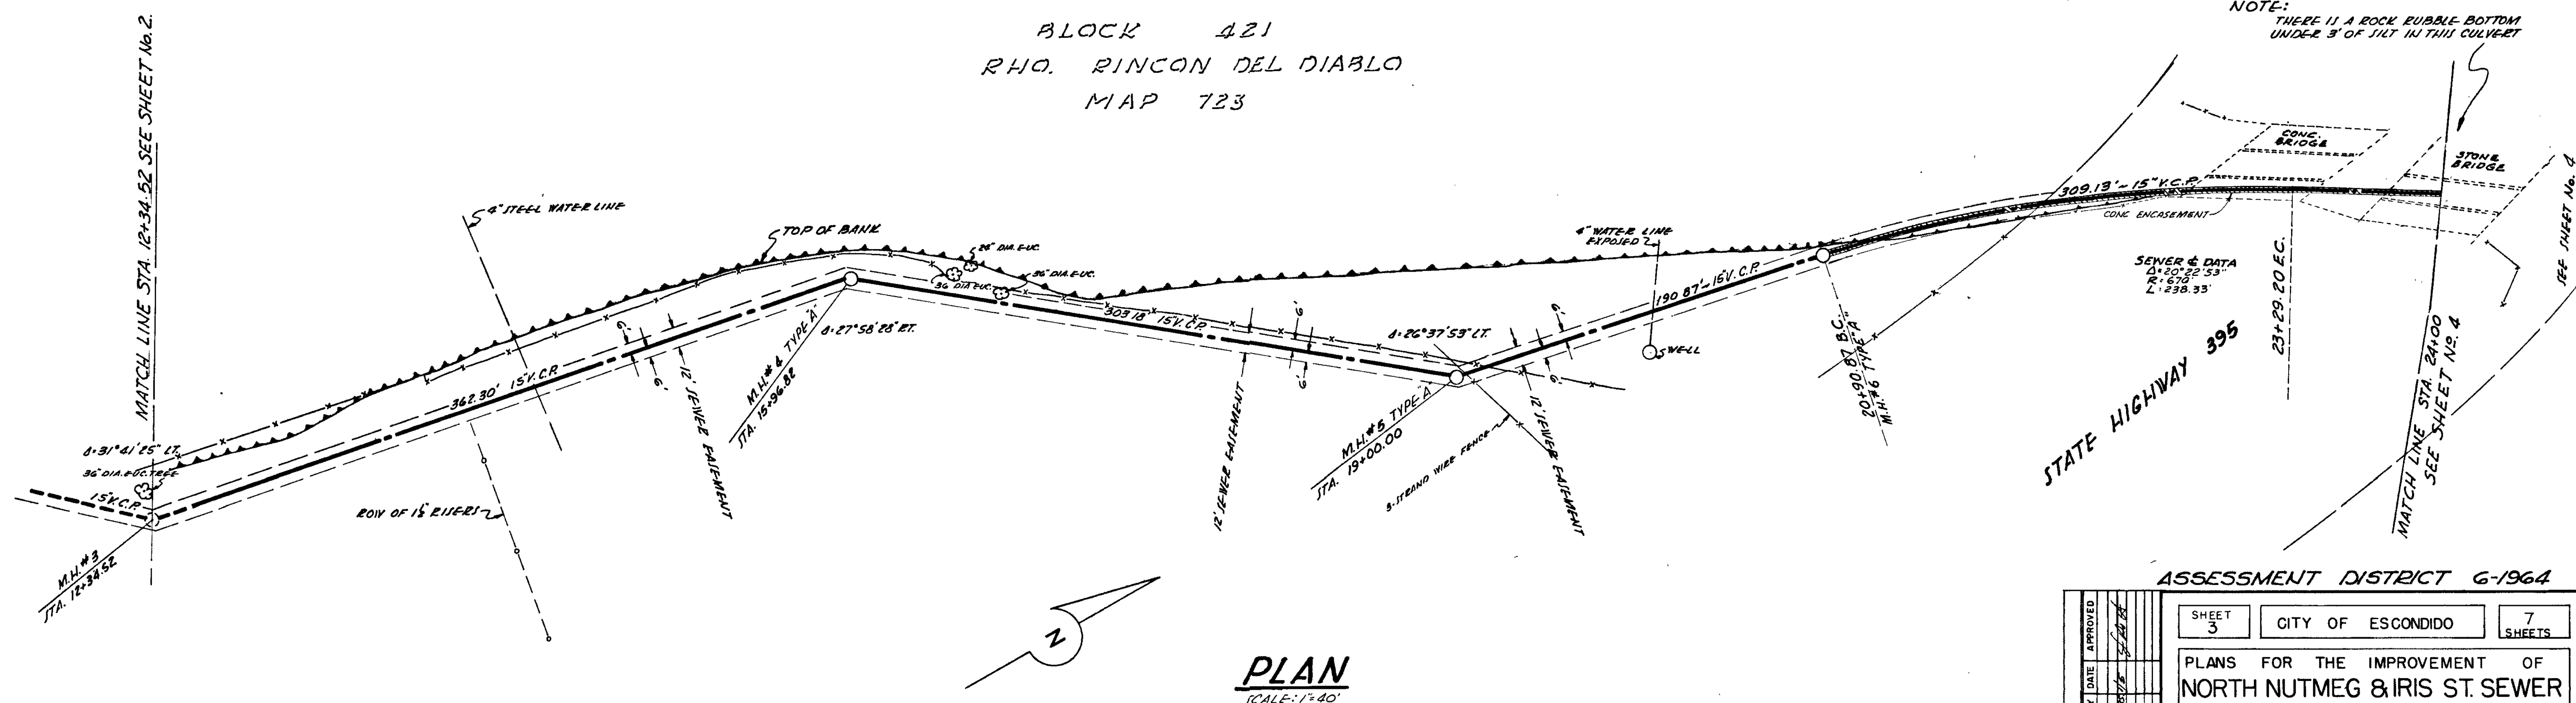 BLOCK 421
RHO. RINCON DEL DIABLO
MAP 723
NOTE:
THERE IS A ROCK RUBBLE BOTTOM
UNDER 3' OF SILT IN THIS CULVERT
MATCH LINE STA. 12+34.52 SEE SHEET No. 2.
4" STEEL WATER LINE
TOP OF BANK
24" DIA. EUC.
36" DIA. EUC.
36" DIA. EUC.
4" WATER LINE
EXPOSED
309.13' ~ 15" V.C.P.
CONC.
BRIDGE
STONE
BRIDGE
SEE SHEET No. 4
CONC ENCASEMENT
SEWER ℄ DATA
Δ=20°22'53"
R=670'
L=238.33'
23+29.20 E.C.
STATE HIGHWAY 395
MATCH LINE STA. 24+00
SEE SHEET No. 4
Δ=31°41'25" LT.
36" DIA. EUC. TREE
15" V.C.P.
M.H. #3
STA. 12+34.52
362.30' 15" V.C.P.
ROW OF 1½" RISERS
6'
6'
12' SEWER EASEMENT
M.H. #4 TYPE "A"
STA. 15+96.82
Δ=27°58'28" RT.
303.18' 15" V.C.P.
6'
6'
12' SEWER EASEMENT
Δ=26°37'53" LT.
M.H. #5 TYPE "A"
STA. 19+00.00
3-STRAND WIRE FENCE
6'
6'
12' SEWER EASEMENT
190.87' ~ 15" V.C.P.
WELL
20+90.87 B.C.
M.H. #6 TYPE "A"
N
PLAN
SCALE: 1"=40'
ASSESSMENT DISTRICT 6-1964
APPROVED
DATE
SHEET
3
CITY OF ESCONDIDO
7
SHEETS
PLANS FOR THE IMPROVEMENT OF
NORTH NUTMEG & IRIS ST. SEWER